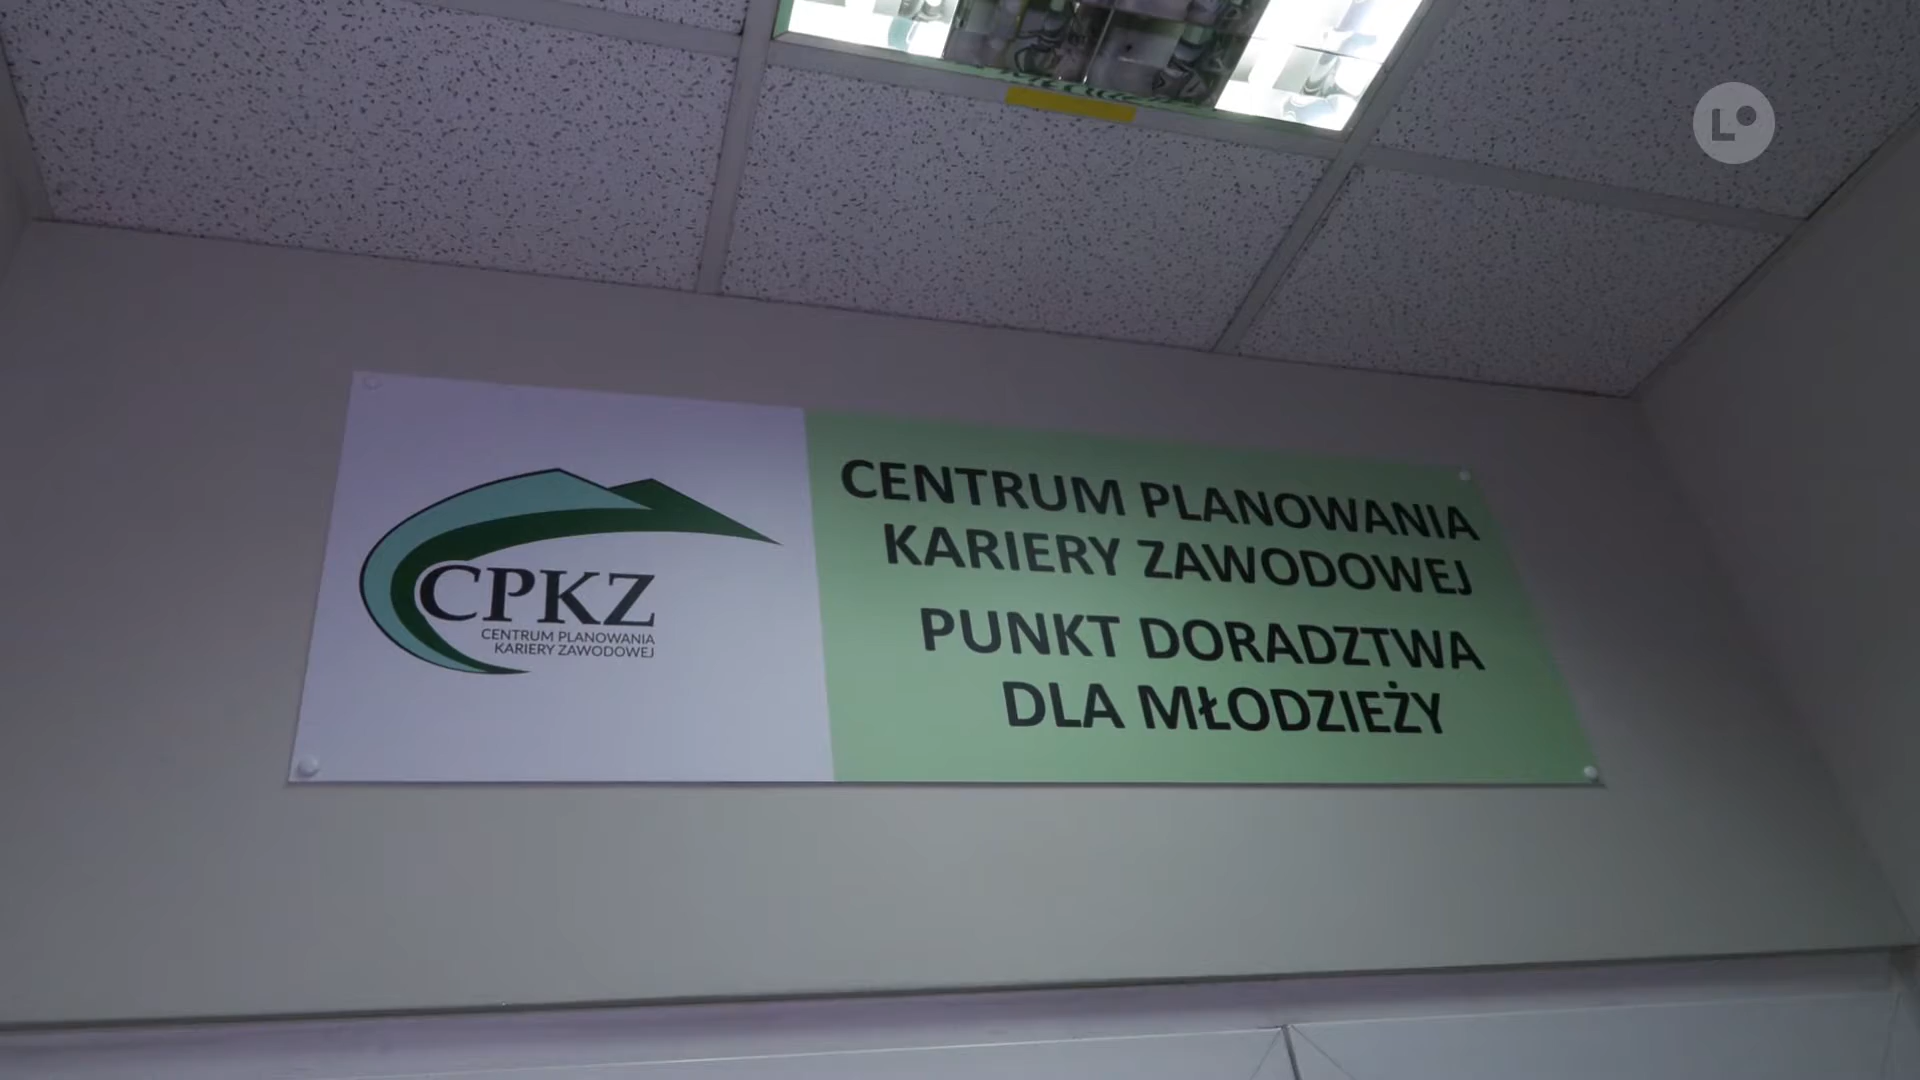 CPKZ
CENTRUM PLANOWANIA
KARIERY ZAWODOWEJ
CENTRUM PLANOWANIA
KARIERY ZAWODOWEJ
PUNKT DORADZTWA
DLA MŁODZIEŻY